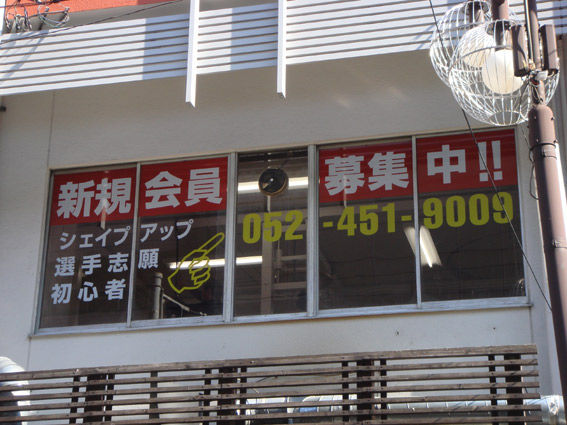 新規会員募集中!!
シェイプアップ
選手志願
初心者
052-451-9009